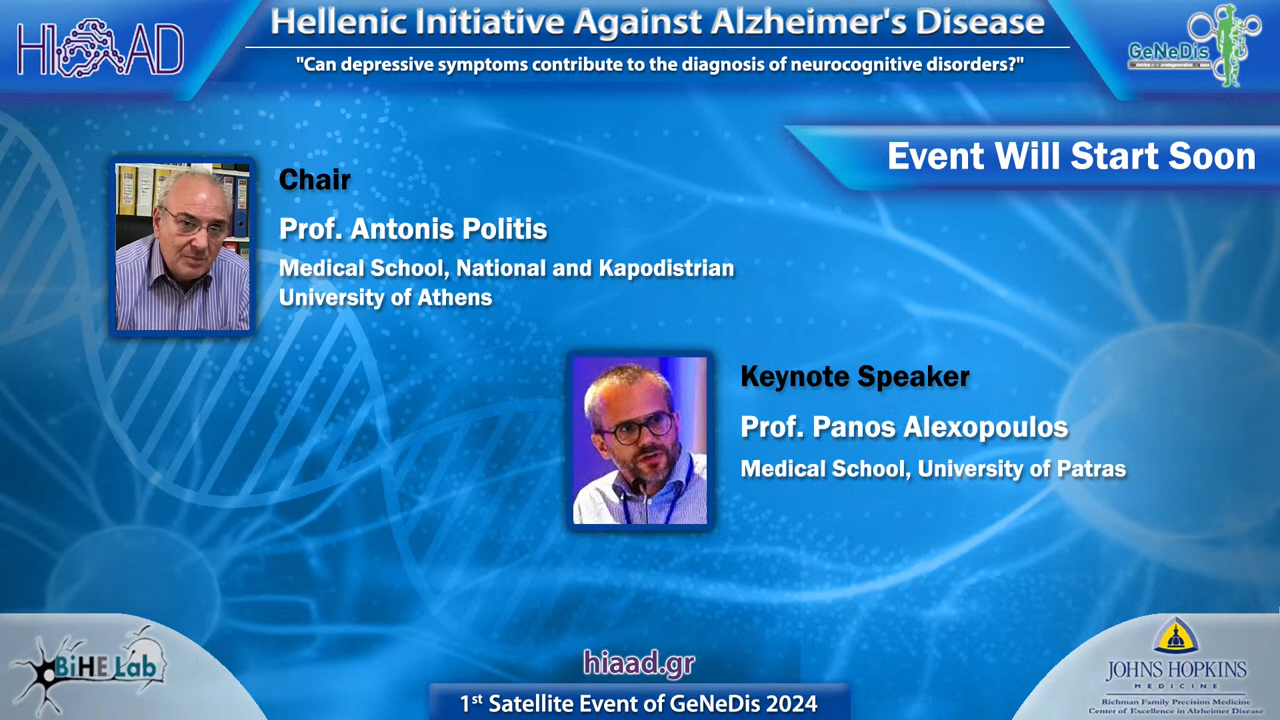 HIAAD
Hellenic Initiative Against Alzheimer's Disease
"Can depressive symptoms contribute to the diagnosis of neurocognitive disorders?"
GeNeDis
Event Will Start Soon
Chair
Prof. Antonis Politis
Medical School, National and Kapodistrian
University of Athens
Keynote Speaker
Prof. Panos Alexopoulos
Medical School, University of Patras
BiHE Lab
hiaad.gr
1st Satellite Event of GeNeDis 2024
JOHNS HOPKINS
MEDICINE
Richman Family Precision Medicine
Center of Excellence in Alzheimer Disease